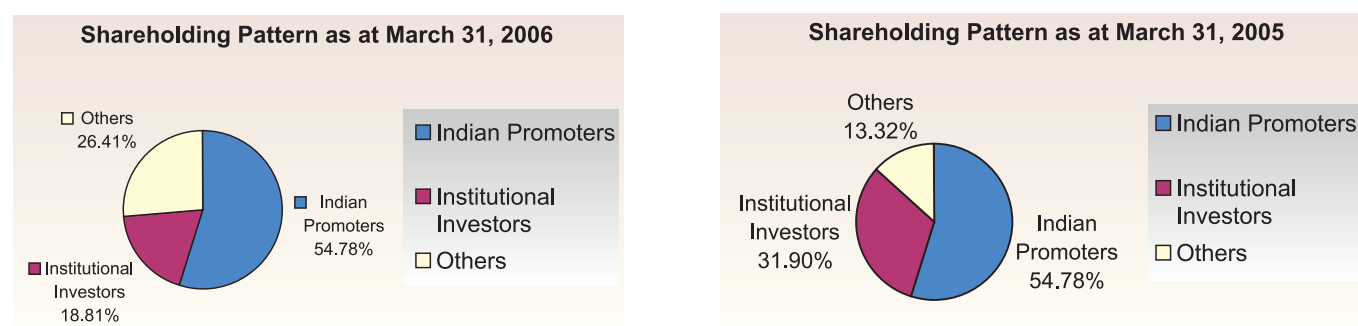 Shareholding Pattern as at March 31, 2006
Others
26.41%
Indian
Promoters
54.78%
Institutional
Investors
18.81%
Indian Promoters
Institutional
Investors
Others
Shareholding Pattern as at March 31, 2005
Others
13.32%
Institutional
Investors
31.90%
Indian
Promoters
54.78%
Indian Promoters
Institutional
Investors
Others